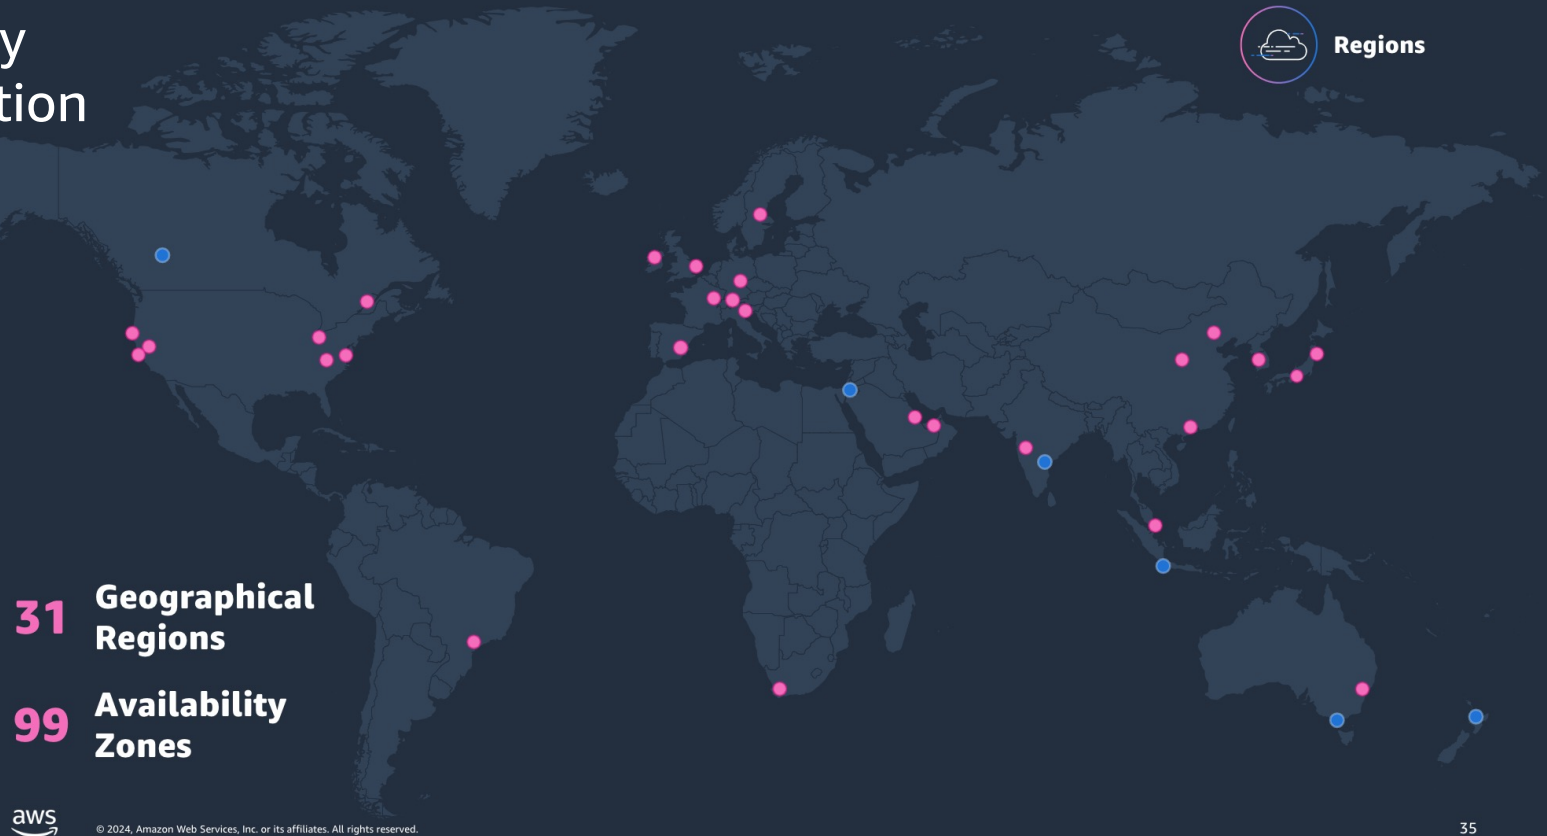 y
tion
Regions
31
Geographical
Regions
99
Availability
Zones
aws
© 2024, Amazon Web Services, Inc. or its affiliates. All rights reserved.
35